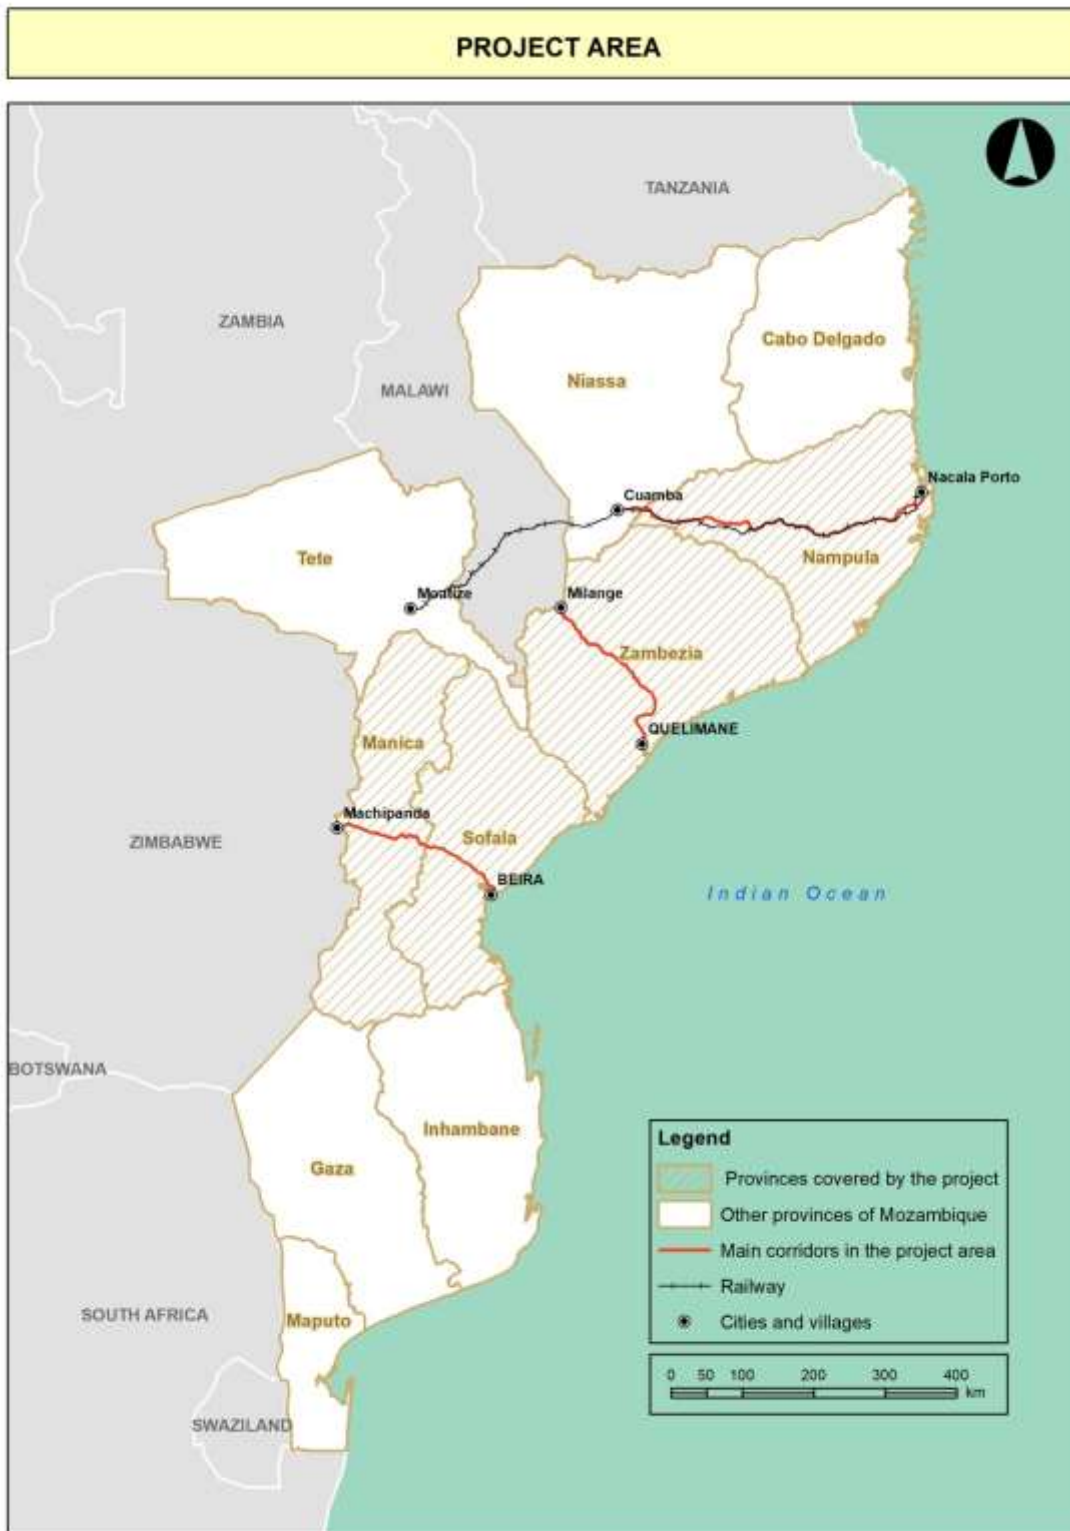 PROJECT AREA
TANZANIA
ZAMBIA
Cabo Delgado
Niassa
MALAWI
Nacala Porto
Cuamba
Tete
Nampula
Moatize
Milange
Zambezia
QUELIMANE
Manica
Machipanda
ZIMBABWE
Sofala
BEIRA
Indian Ocean
BOTSWANA
Inhambane
Gaza
Legend
Provinces covered by the project
Other provinces of Mozambique
Main corridors in the project area
Railway
Cities and villages
SOUTH AFRICA
Maputo
0 50 100 200 300 400
km
SWAZILAND